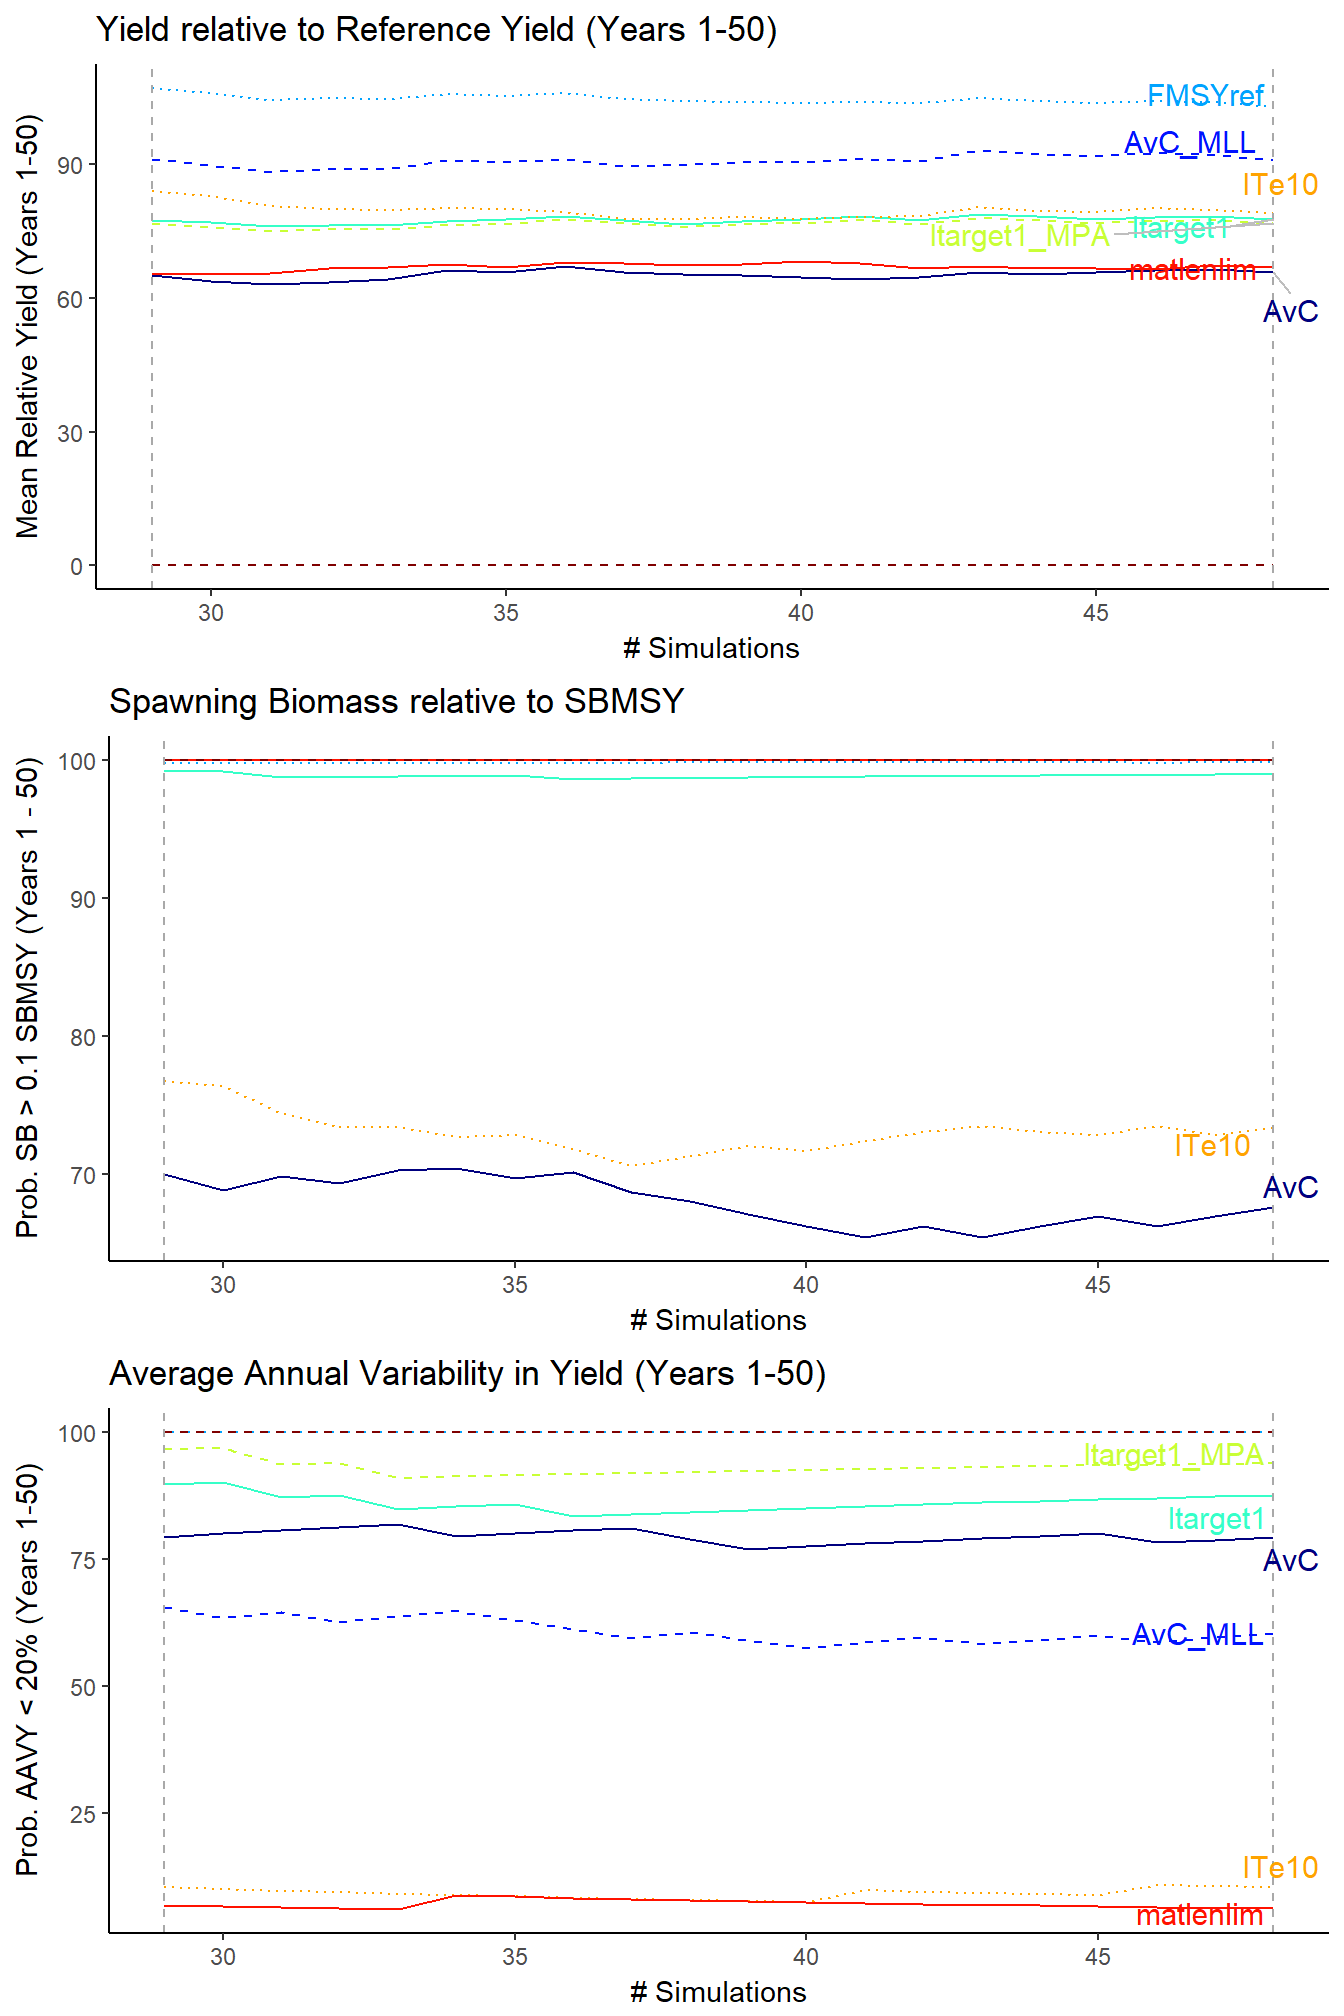 Yield relative to Reference Yield (Years 1-50)
Mean Relative Yield (Years 1-50)
90
60
30
0
FMSYref
AvC_MLL
ITe10
Itarget1
Itarget1_MPA
matlenlim
AvC
30
35
40
45
# Simulations
Spawning Biomass relative to SBMSY
Prob. SB > 0.1 SBMSY (Years 1 - 50)
100
90
80
70
ITe10
AvC
30
35
40
45
# Simulations
Average Annual Variability in Yield (Years 1-50)
Prob. AAVY < 20% (Years 1-50)
100
75
50
25
Itarget1_MPA
Itarget1
AvC
AvC_MLL
ITe10
matlenlim
30
35
40
45
# Simulations